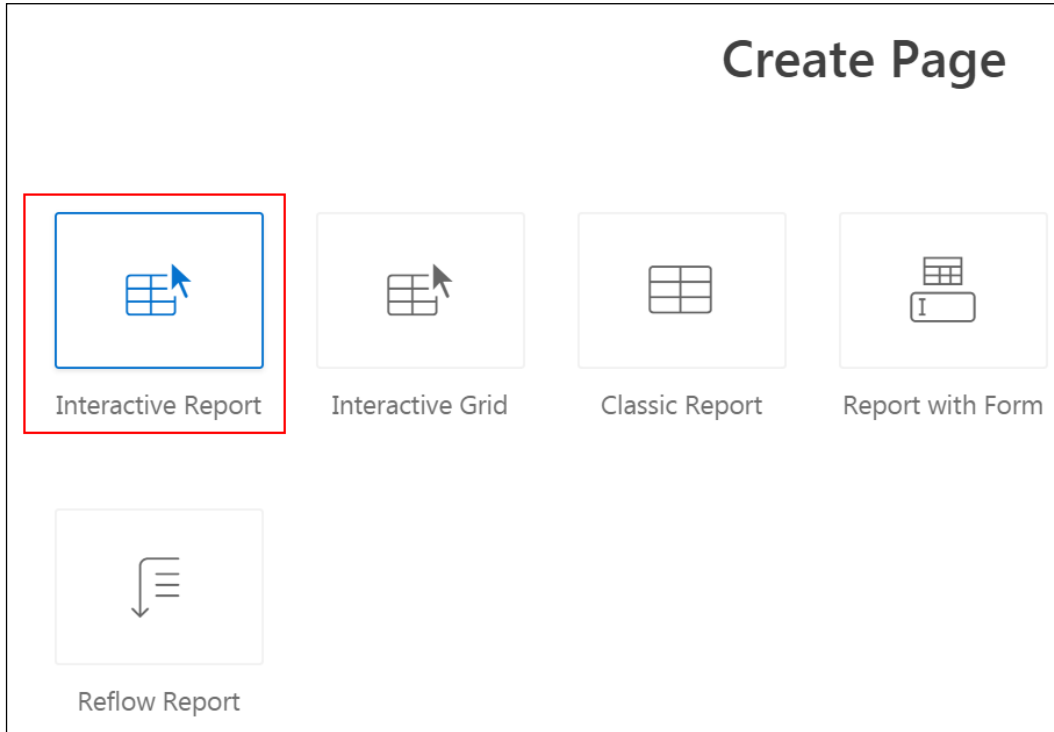 Create Page
Interactive Report
Interactive Grid
Classic Report
Report with Form
Reflow Report